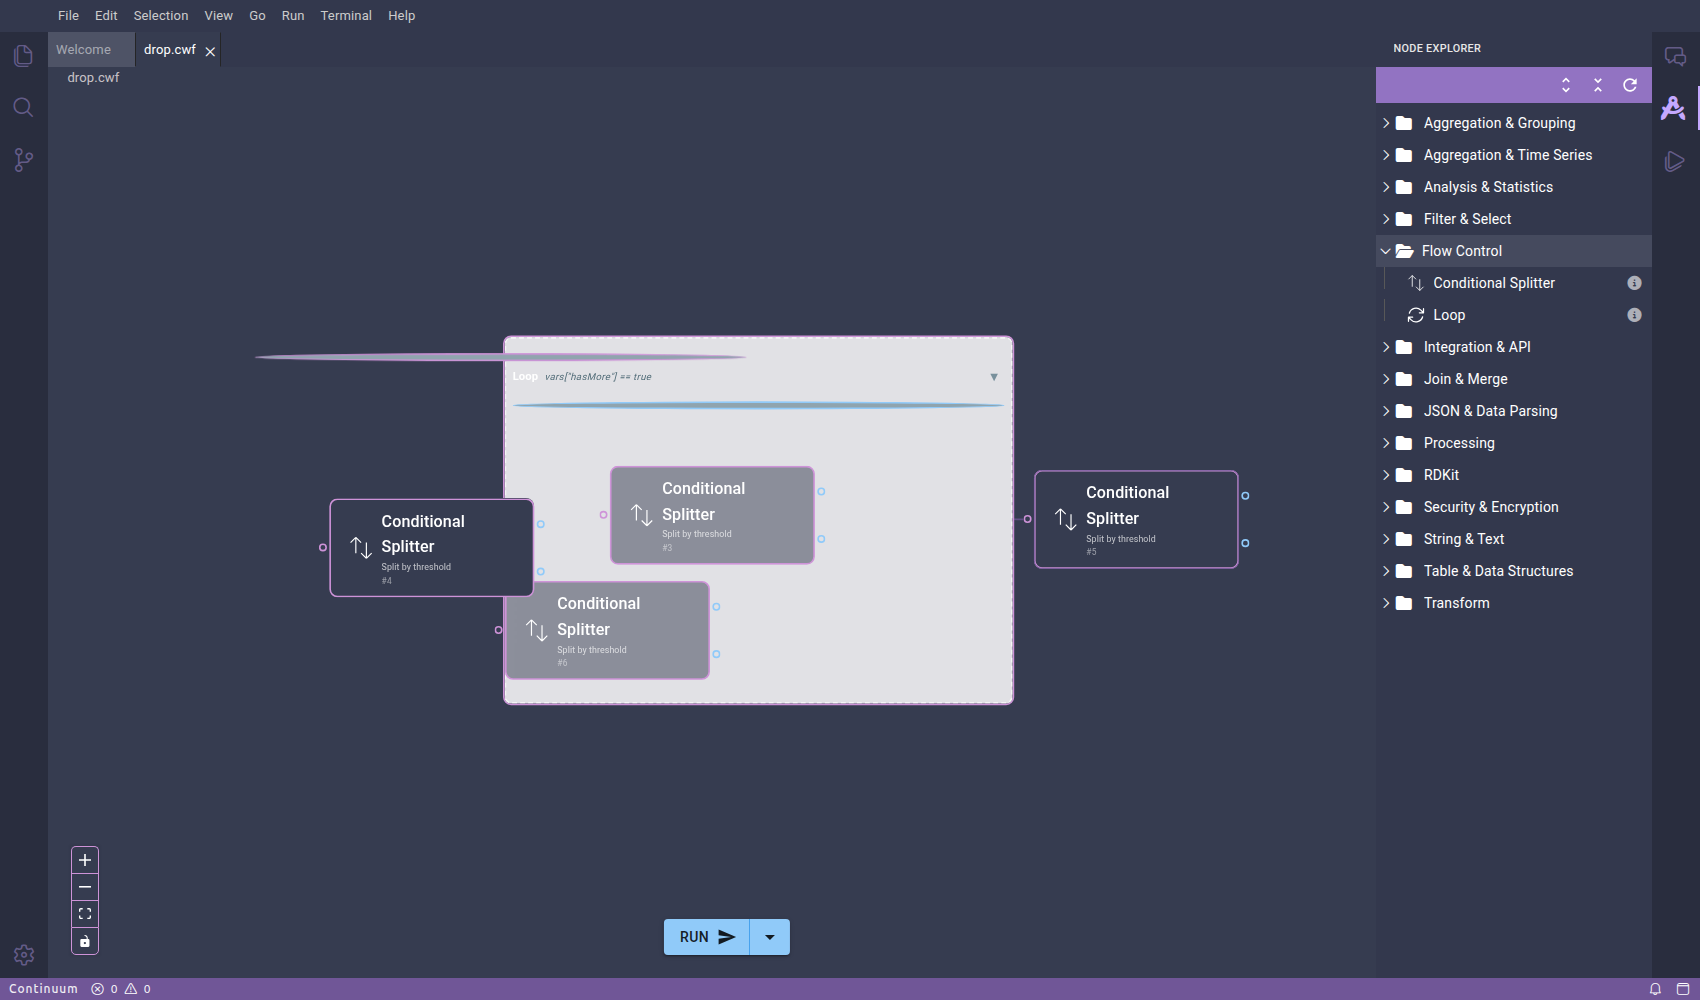 File Edit Selection View Go Run Terminal Help
Welcome
drop.cwf
drop.cwf
NODE EXPLORER
Aggregation & Grouping
Aggregation & Time Series
Analysis & Statistics
Filter & Select
Flow Control
Conditional Splitter
Loop
Integration & API
Join & Merge
JSON & Data Parsing
Processing
RDKit
Security & Encryption
String & Text
Table & Data Structures
Transform
Loop vars["hasMore"] == true
Conditional
Splitter
Split by threshold
#3
Conditional
Splitter
Split by threshold
#5
Conditional
Splitter
Split by threshold
#4
Conditional
Splitter
Split by threshold
#6
RUN
Continuum 0 0